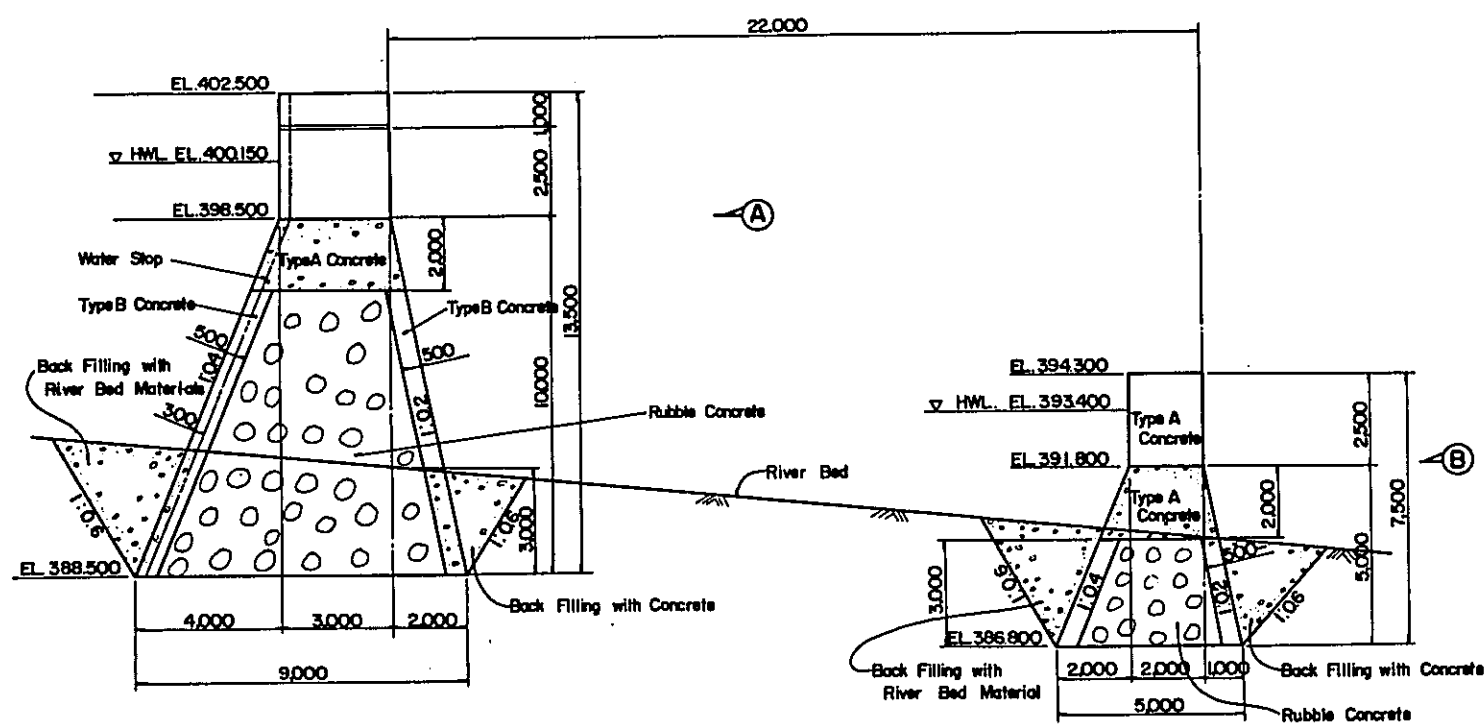 22.000
EL.402.500
1,000
HWL. EL.400.150
2,500
EL.398.500
A
Water Stop
Type A Concrete
2,000
13,500
Type B Concrete
Type B Concrete
500
500
1:0.4
Back Filling with
River Bed Materials
300
10,000
1:0.2
Rubble Concrete
EL.394.300
HWL. EL.393.400
Type A
Concrete
2,500
EL.391.800
B
River Bed
Type A
Concrete
2,000
7,500
1:0.6
1:0.6
3,000
EL.388.500
Back Filling with Concrete
4,000
3,000
2,000
9,000
3,000
1:0.6
1:0.4
500
1:0.2
1:0.6
5,000
EL.386.800
Back Filling with
River Bed Material
2,000
2,000
1,000
Back Filling with Concrete
5,000
Rubble Concrete